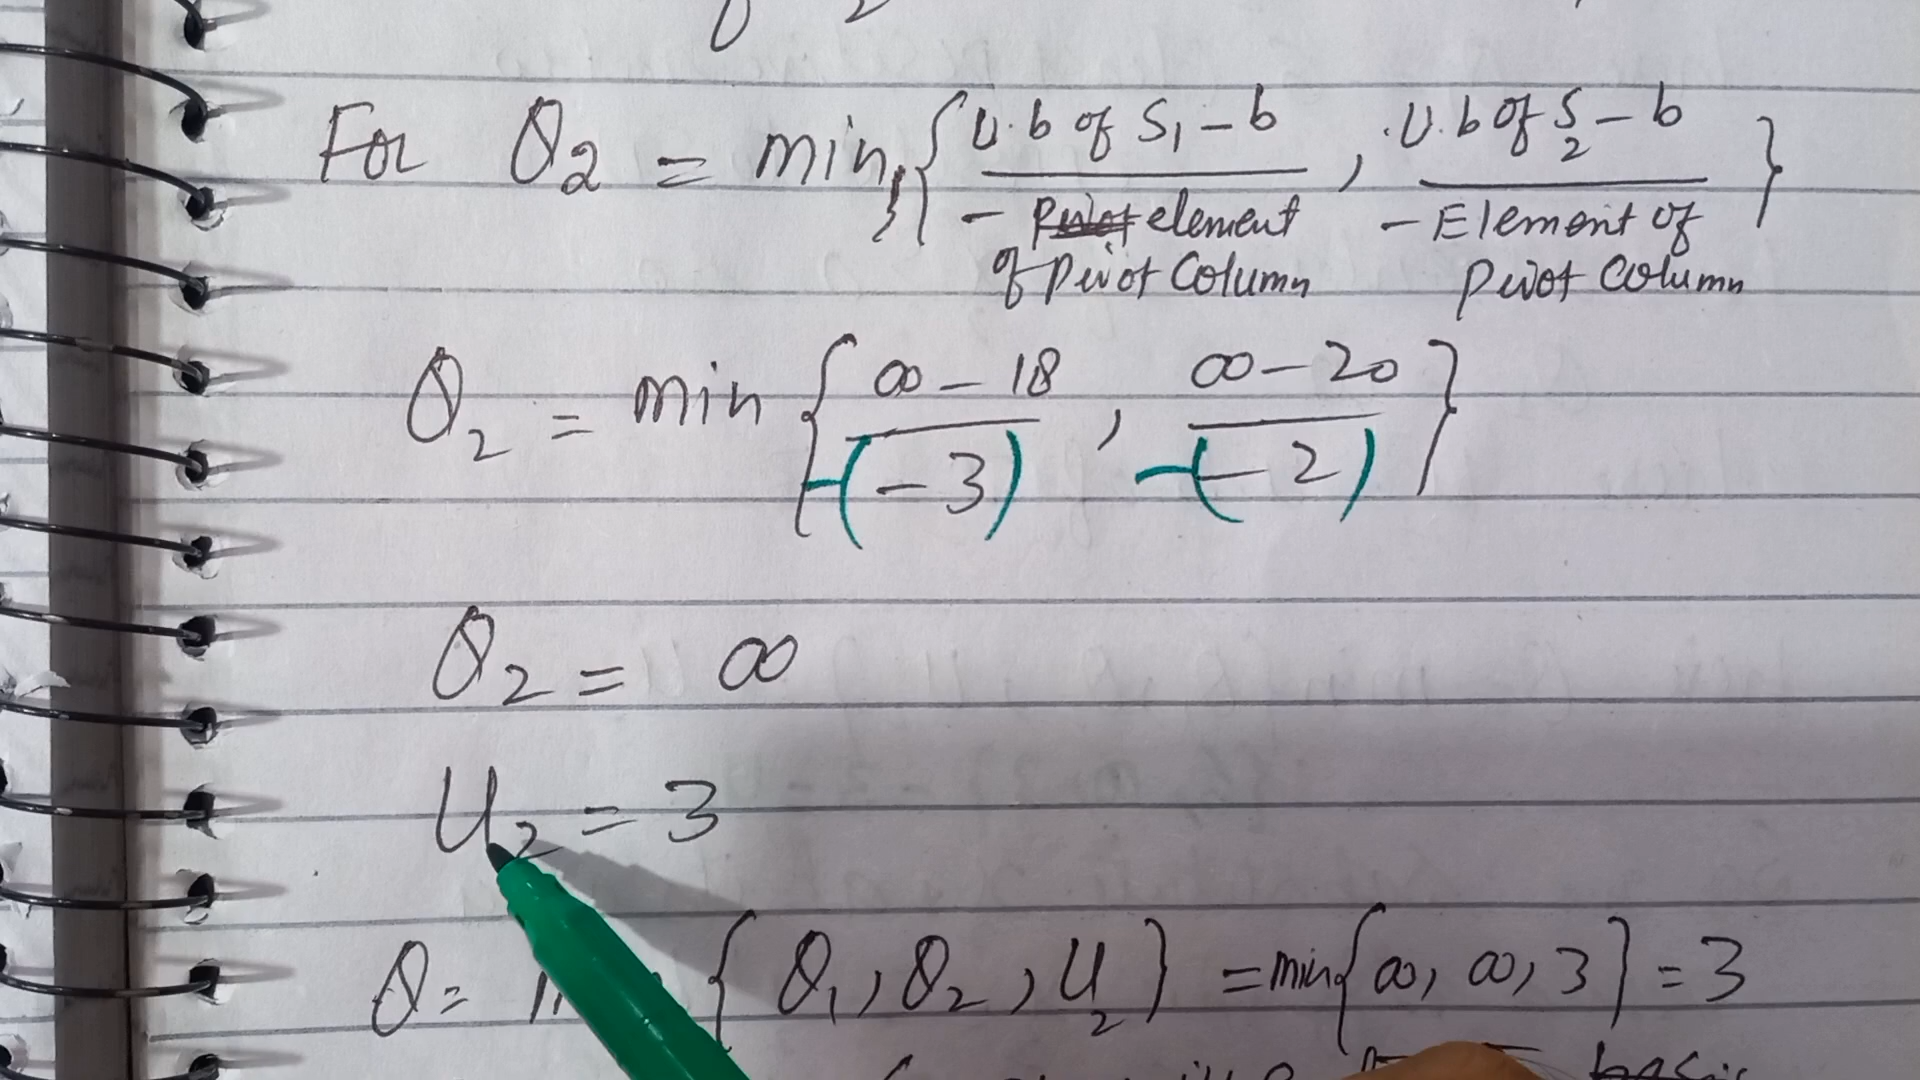 For θ₂ = min { U.b of S₁ – b / – element of Pivot Column , U.b of S₂ – b / – Element of Pivot Column }
θ₂ = min { ∞ – 18 / –(–3) , ∞ – 20 / –(–2) }
θ₂ = ∞
U₂ = 3
θ = { θ₁, θ₂, U₂ } = min { ∞, ∞, 3 } = 3
basic